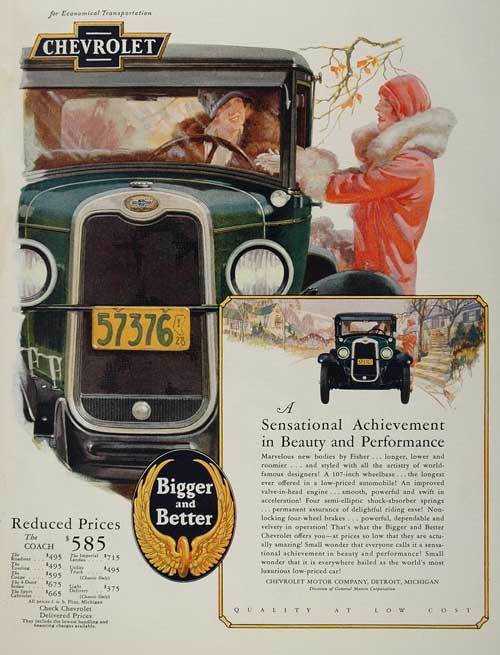 for Economical Transportation
CHEVROLET
CHEVROLET
57376 28
Bigger
and
Better
Reduced Prices
The
COACH $585
The
Roadster . . $495
The
Touring . . $495
The
Coupe . . $595
The 4-Door
Sedan . . $675
The Sport
Cabriolet . . $665
The Imperial
Landau . . $715
Utility
Truck . . $495
(Chassis Only)
Light
Delivery . . $375
(Chassis Only)
All prices f. o. b. Flint, Michigan
Check Chevrolet
Delivered Prices
They include the lowest handling and
financing charges available.
A
Sensational Achievement
in Beauty and Performance
Marvelous new bodies by Fisher . . . longer, lower and
roomier . . . and styled with all the artistry of world-
famous designers! A 107-inch wheelbase . . . the longest
ever offered in a low-priced automobile! An improved
valve-in-head engine . . . smooth, powerful and swift in
acceleration! Four semi-elliptic shock-absorber springs
. . . permanent assurance of delightful riding ease! Non-
locking four-wheel brakes . . . powerful, dependable and
velvety in operation! That's what the Bigger and Better
Chevrolet offers you—at prices so low that they are actu-
ally amazing! Small wonder that everyone calls it a sensa-
tional achievement in beauty and performance! Small
wonder that it is everywhere hailed as the world's most
luxurious low-priced car!
CHEVROLET MOTOR COMPANY, DETROIT, MICHIGAN
Division of General Motors Corporation
QUALITY AT LOW COST